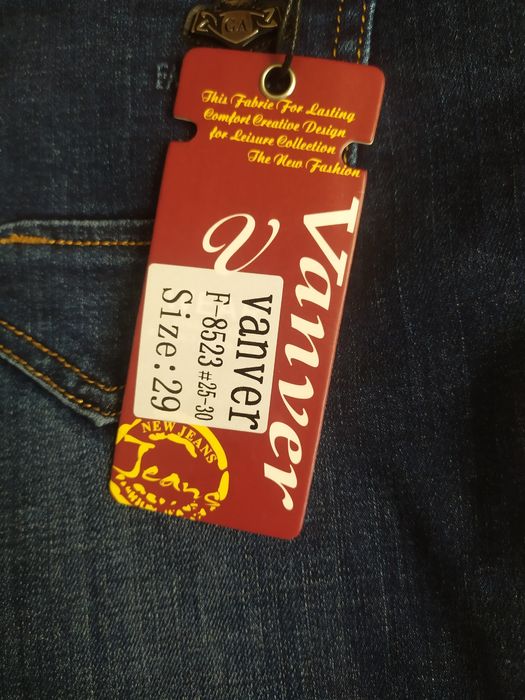 GA
This Fabric For Lasting
Comfort Creative Design
for Leisure Collection
The New Fashion
Vanver
V
vanver
F-8523 #25-30
Size:29
NEW JEANS
Jeans